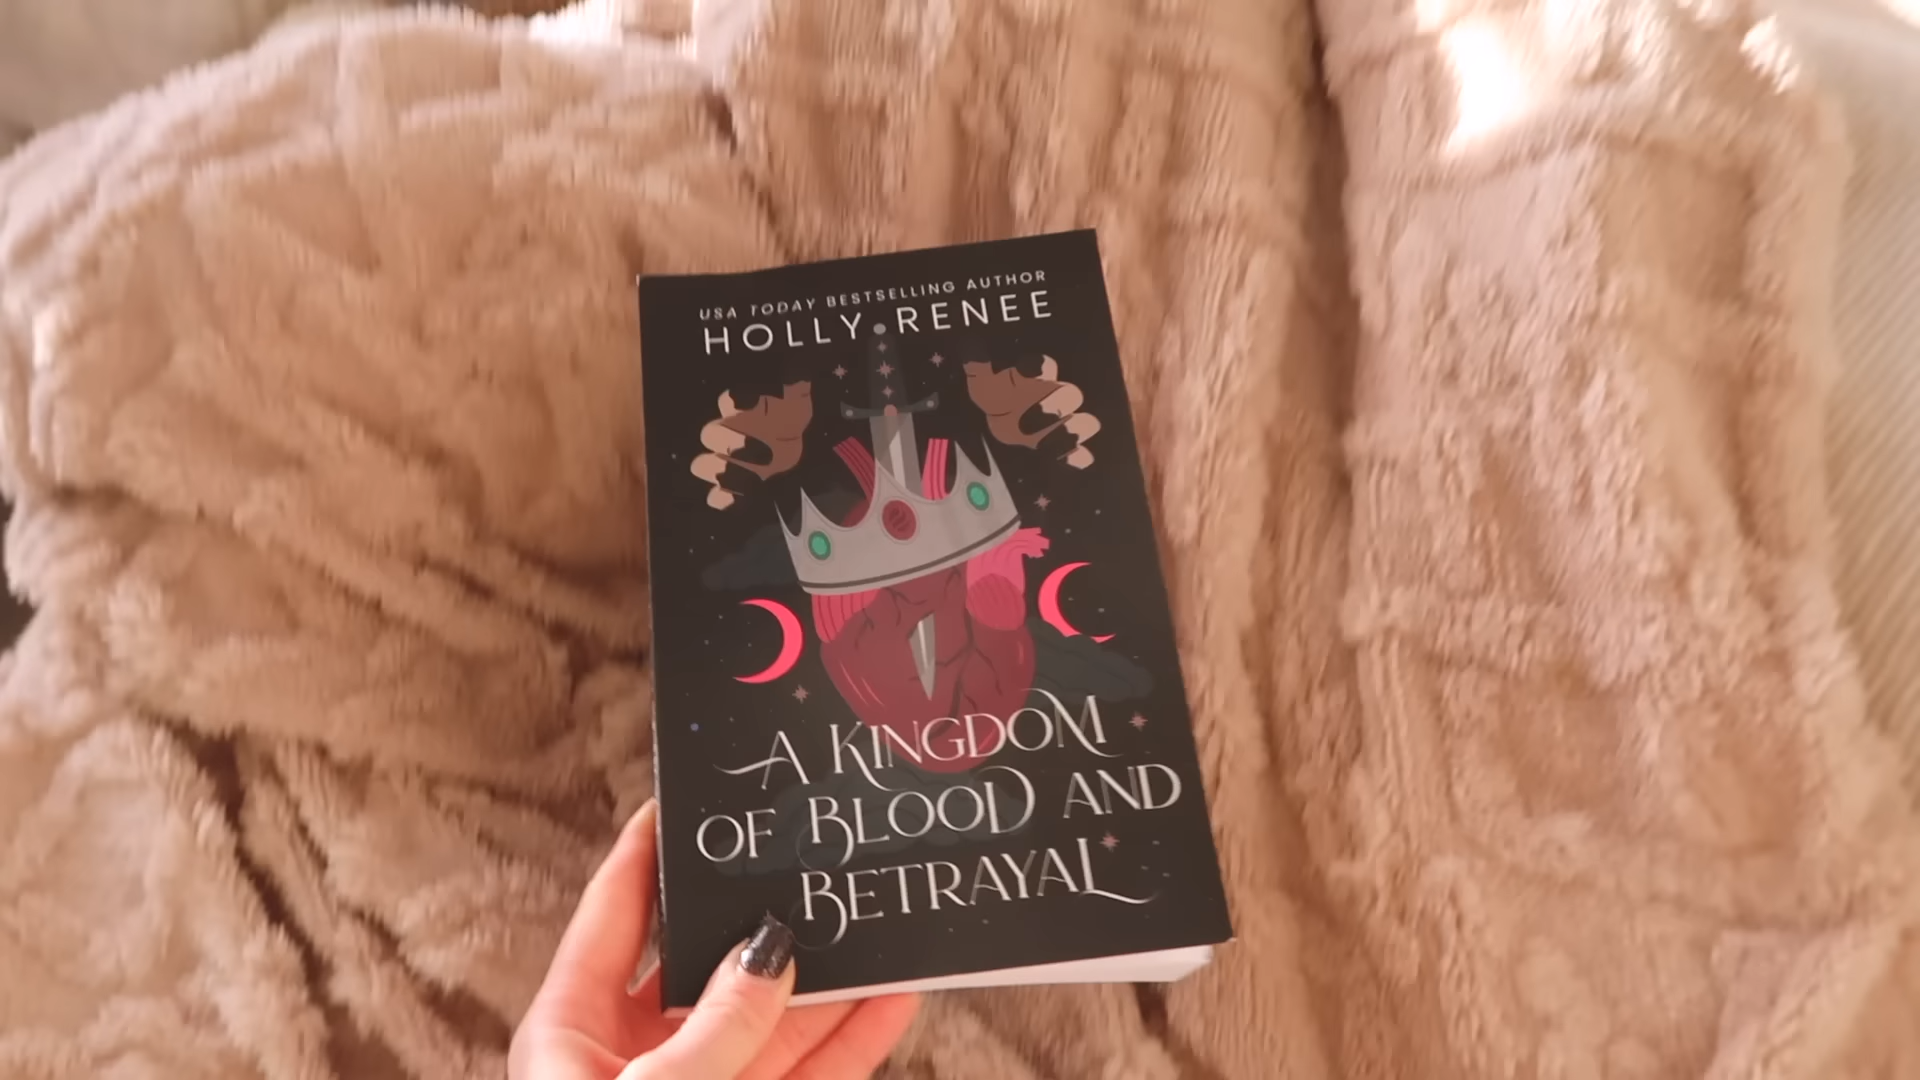 USA TODAY BESTSELLING AUTHOR
HOLLY RENEE
A KINGDOM
OF BLOOD AND
BETRAYAL